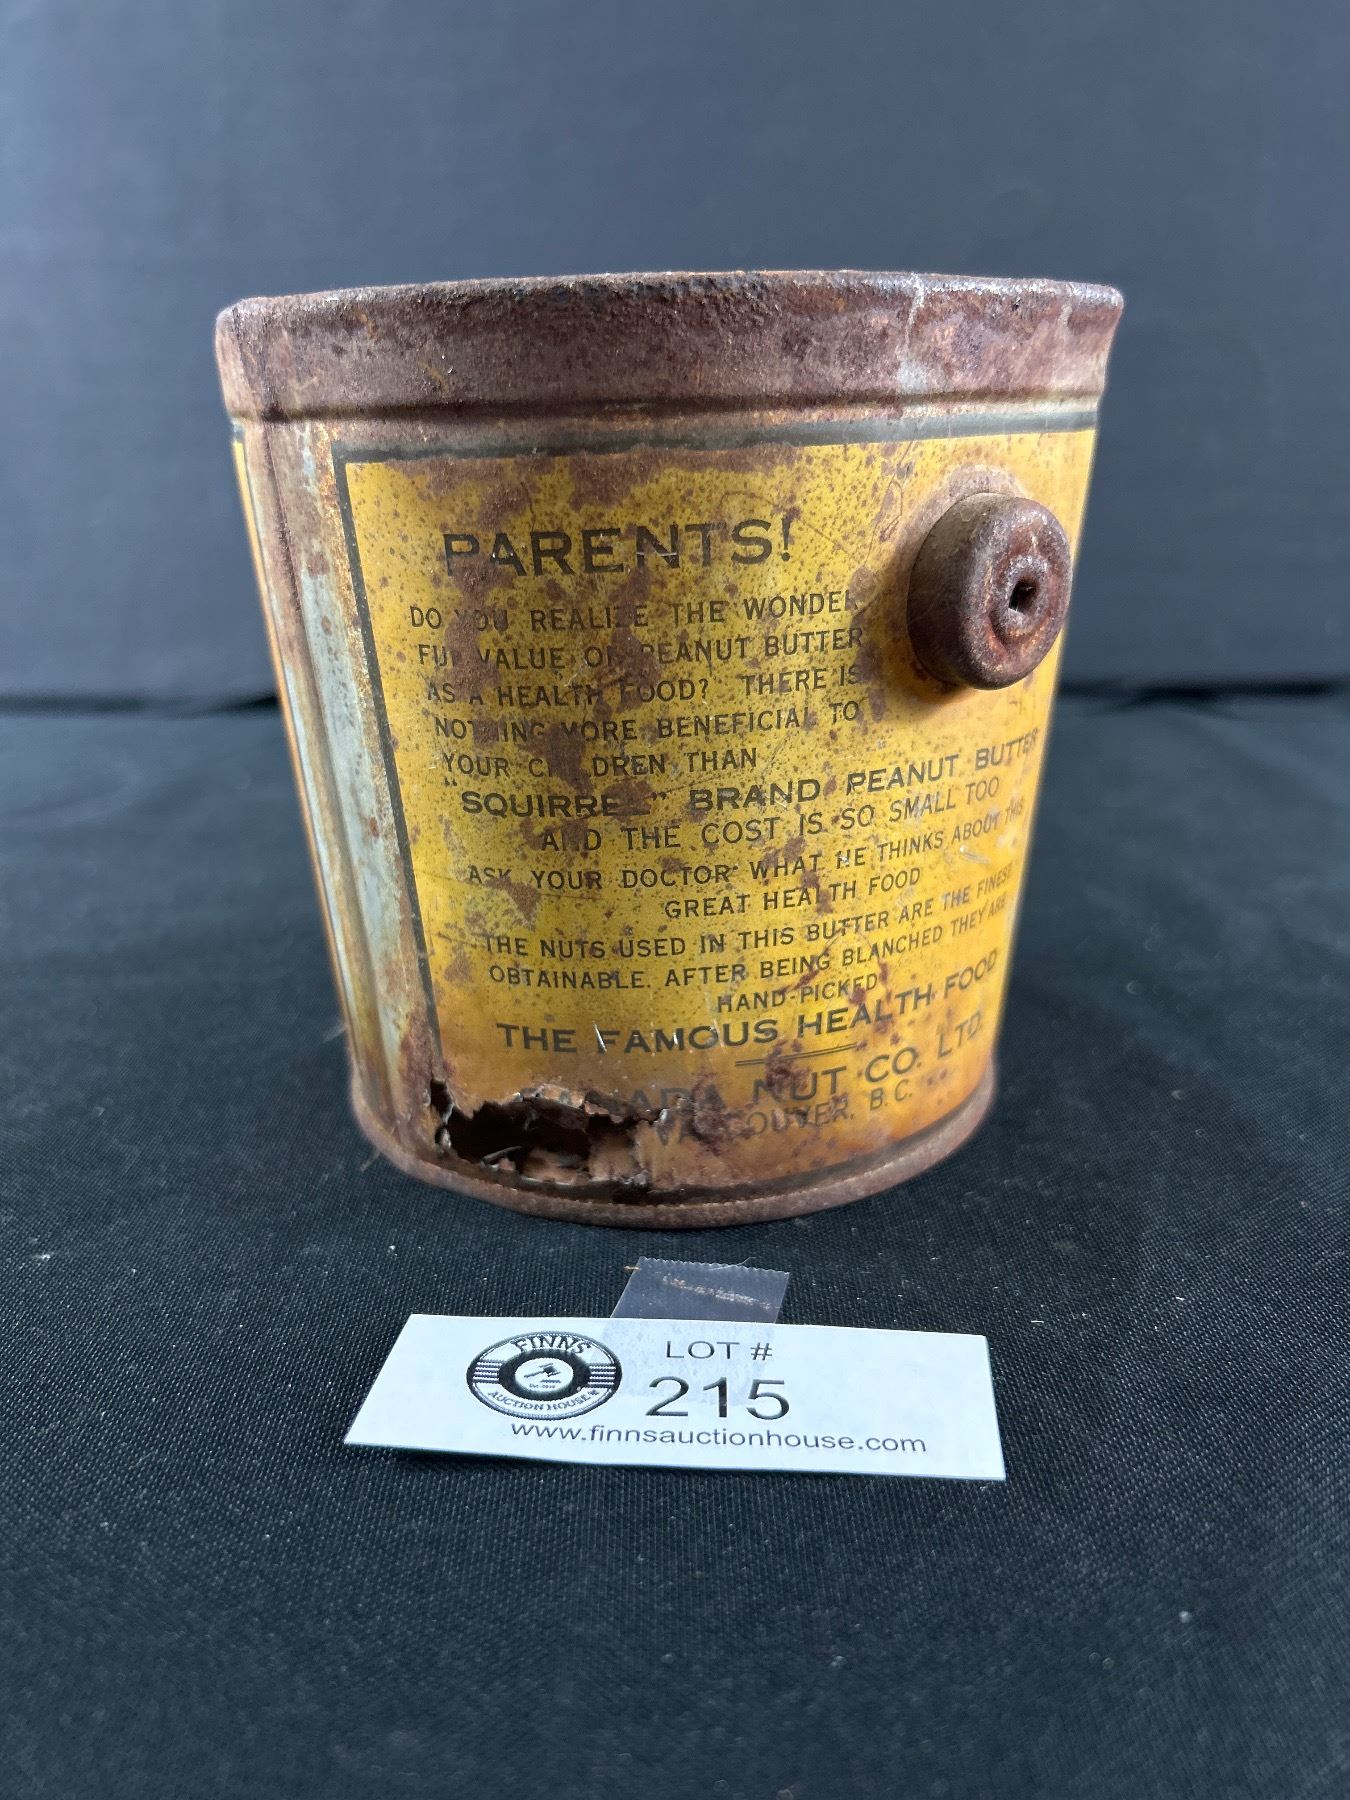 PARENTS!
DO YOU REALIZE THE WONDER
FUL VALUE OF PEANUT BUTTER
AS A HEALTH FOOD? THERE IS
NOTHING MORE BENEFICIAL TO
YOUR CHILDREN THAN
"SQUIRREL" BRAND PEANUT BUTTER
AND THE COST IS SO SMALL TOO
ASK YOUR DOCTOR WHAT HE THINKS ABOUT THIS
GREAT HEALTH FOOD
THE NUTS USED IN THIS BUTTER ARE THE FINEST
OBTAINABLE. AFTER BEING BLANCHED THEY ARE
HAND-PICKED
THE FAMOUS HEALTH FOOD
CANADA NUT CO. LTD.
VANCOUVER, B.C.
FINNS
AUCTION HOUSE
LOT #
215
www.finnsauctionhouse.com